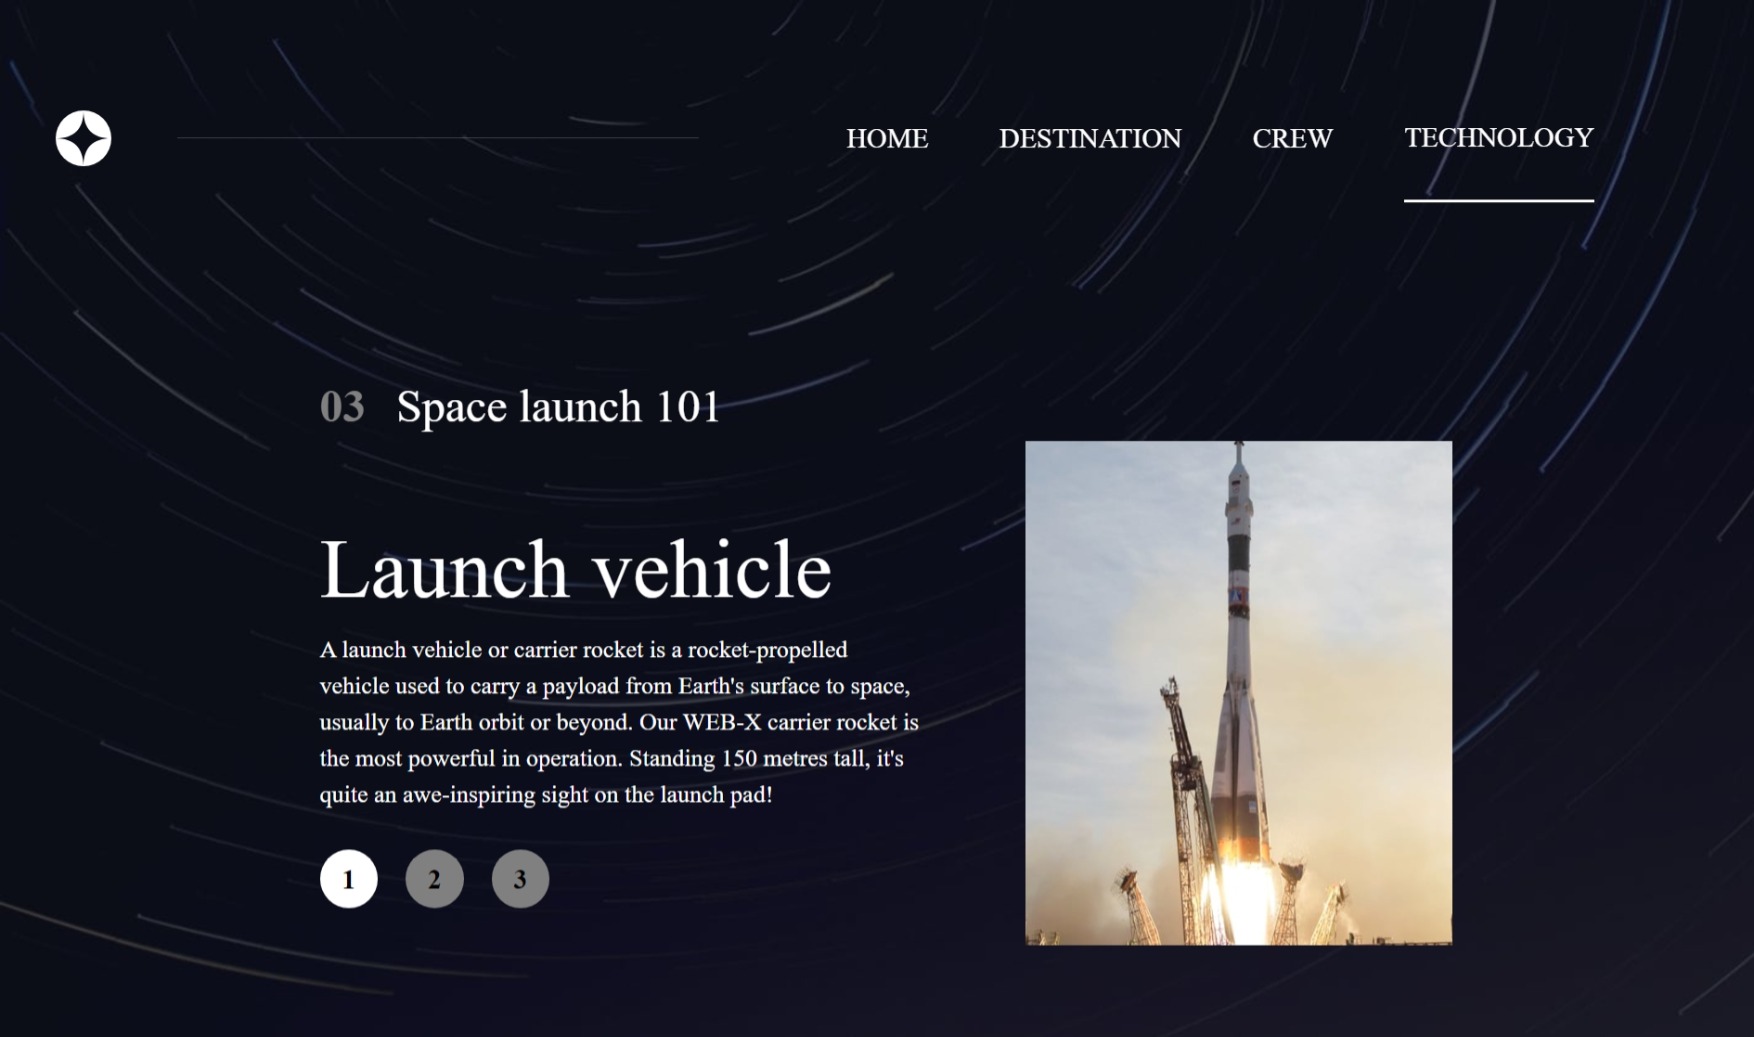 HOME DESTINATION CREW TECHNOLOGY
03 Space launch 101
Launch vehicle
A launch vehicle or carrier rocket is a rocket-propelled
vehicle used to carry a payload from Earth's surface to space,
usually to Earth orbit or beyond. Our WEB-X carrier rocket is
the most powerful in operation. Standing 150 metres tall, it's
quite an awe-inspiring sight on the launch pad!
1 2 3